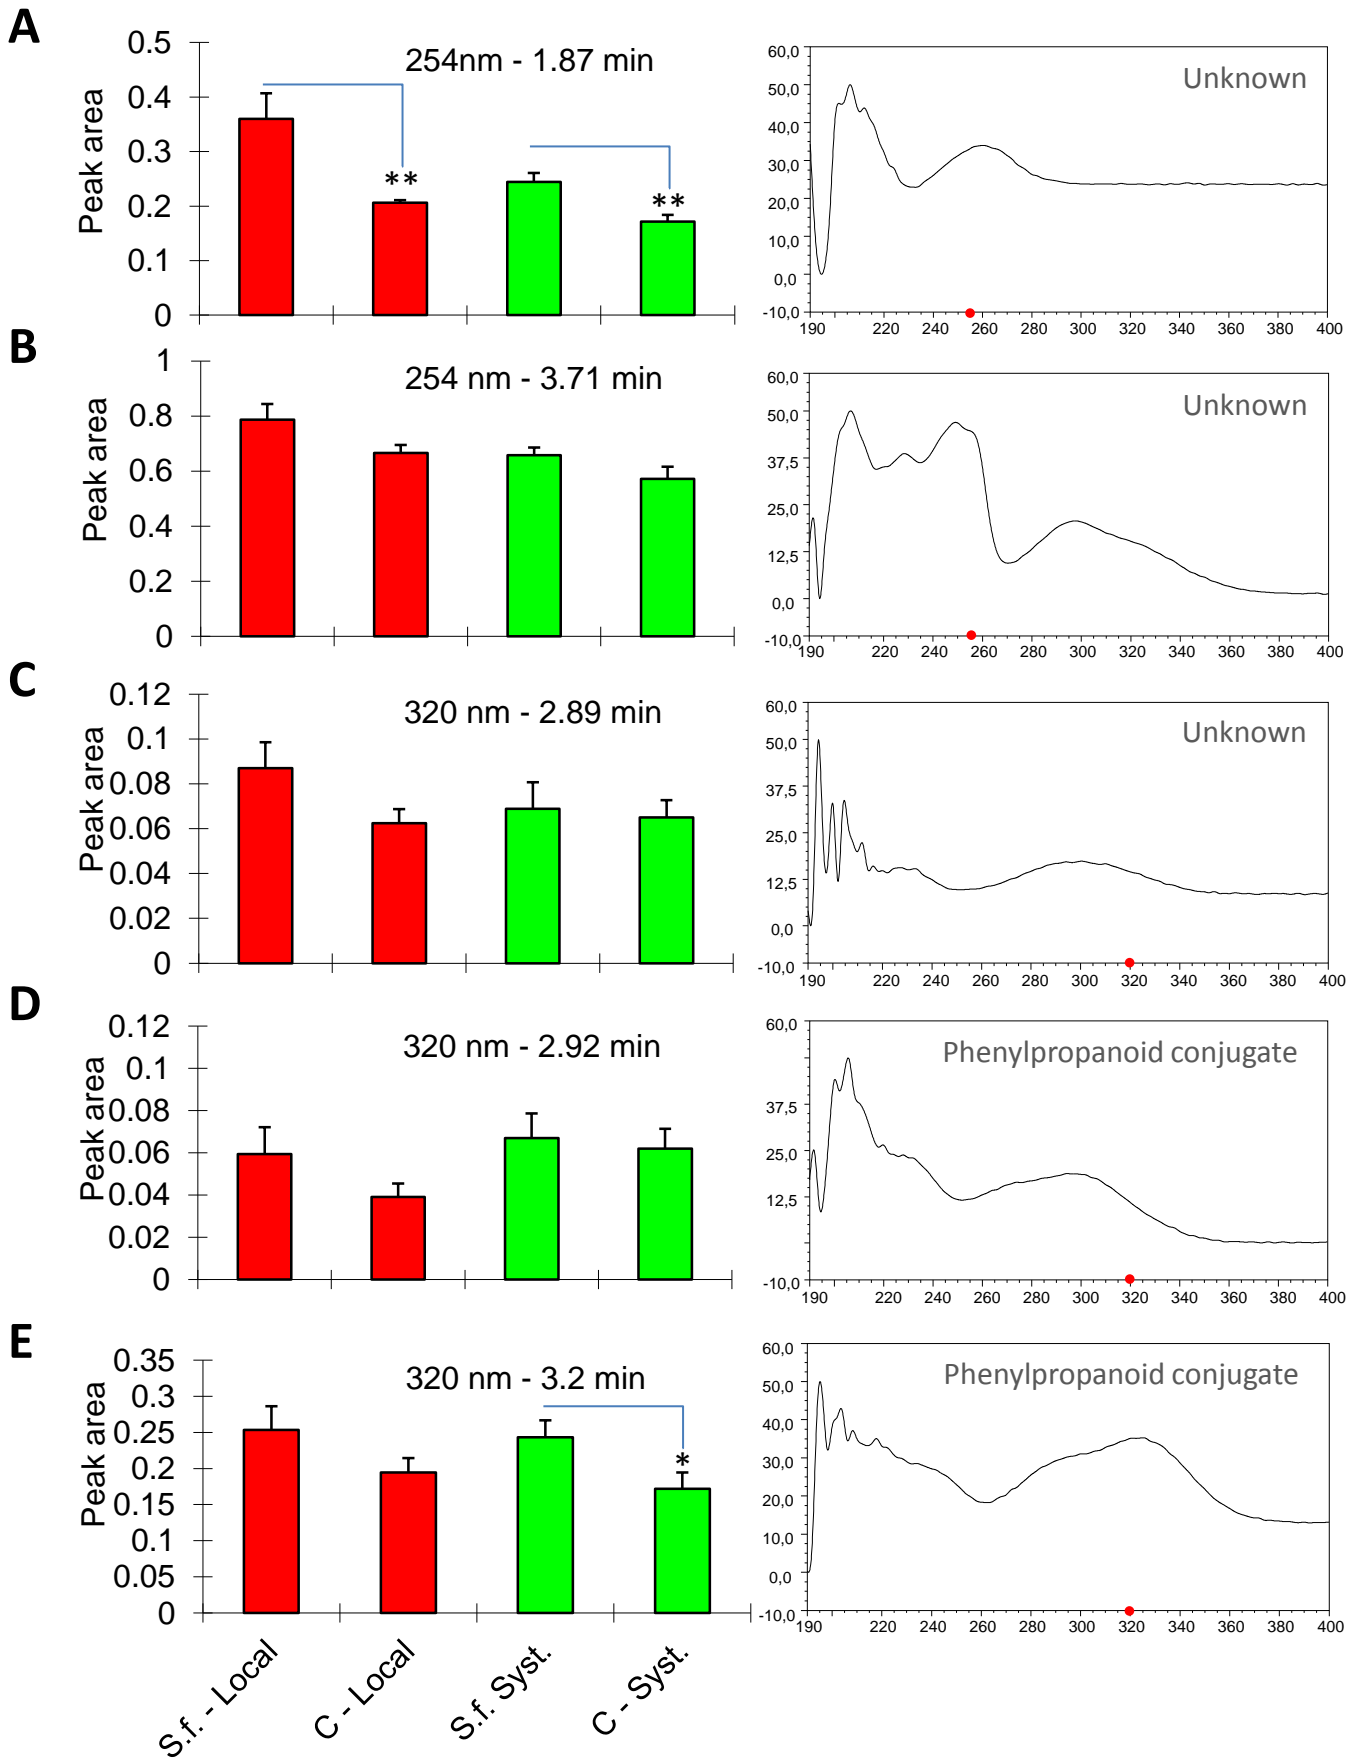 A
254nm - 1.87 min
Peak area
0.5
0.4
0.3
0.2
0.1
0
**
**
Unknown
60,0
50,0
40,0
30,0
20,0
10,0
0,0
-10,0
190 220 240 260 280 300 320 340 360 380 400
B
254 nm - 3.71 min
Peak area
1
0.8
0.6
0.4
0.2
0
Unknown
60,0
50,0
37,5
25,0
12,5
0,0
-10,0
190 220 240 260 280 300 320 340 360 380 400
C
320 nm - 2.89 min
Peak area
0.12
0.1
0.08
0.06
0.04
0.02
0
Unknown
60,0
50,0
37,5
25,0
12,5
0,0
-10,0
190 220 240 260 280 300 320 340 360 380 400
D
320 nm - 2.92 min
Peak area
0.12
0.1
0.08
0.06
0.04
0.02
0
Phenylpropanoid conjugate
60,0
37,5
25,0
12,5
-10,0
190 220 240 260 280 300 320 340 360 380 400
E
320 nm - 3.2 min
Peak area
0.35
0.3
0.25
0.2
0.15
0.1
0.05
0
*
S.f. - Local
C - Local
S.f. Syst.
C - Syst.
Phenylpropanoid conjugate
60,0
50,0
40,0
30,0
20,0
10,0
0,0
-10,0
190 220 240 260 280 300 320 340 360 380 400